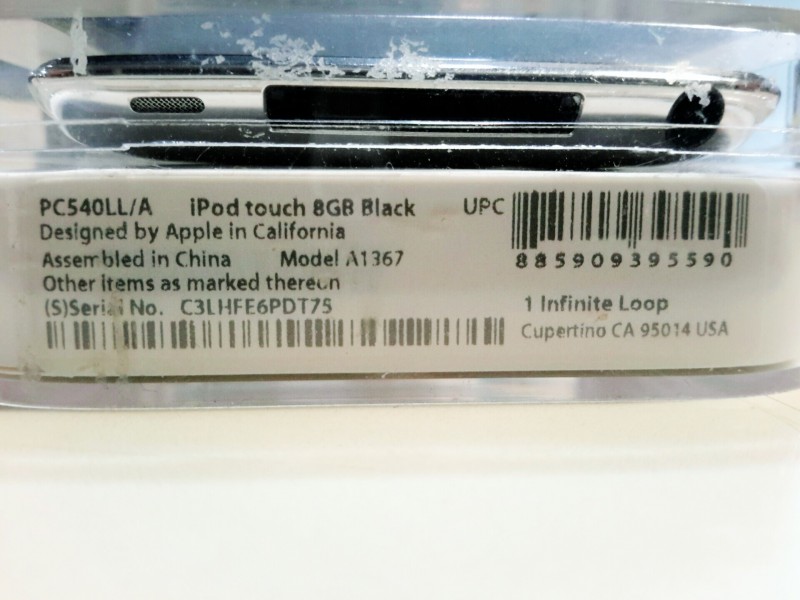 PC540LL/A iPod touch 8GB Black
Designed by Apple in California
Assembled in China Model A1367
Other items as marked thereon
(S)Serial No. C3LHFE6PDT75
UPC
885909395590
1 Infinite Loop
Cupertino CA 95014 USA